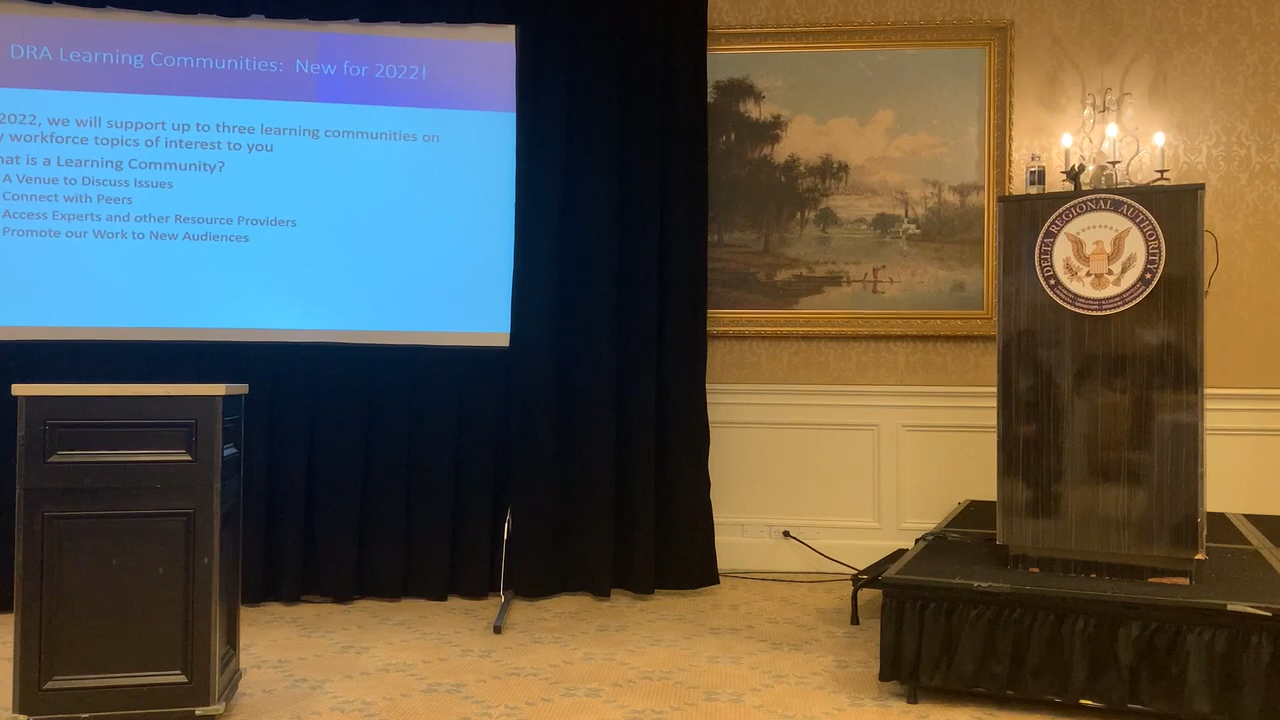 DRA Learning Communities: New for 2022!
2022, we will support up to three learning communities on
workforce topics of interest to you
at is a Learning Community?
A Venue to Discuss Issues
Connect with Peers
Access Experts and other Resource Providers
Promote our Work to New Audiences
DELTA REGIONAL AUTHORITY